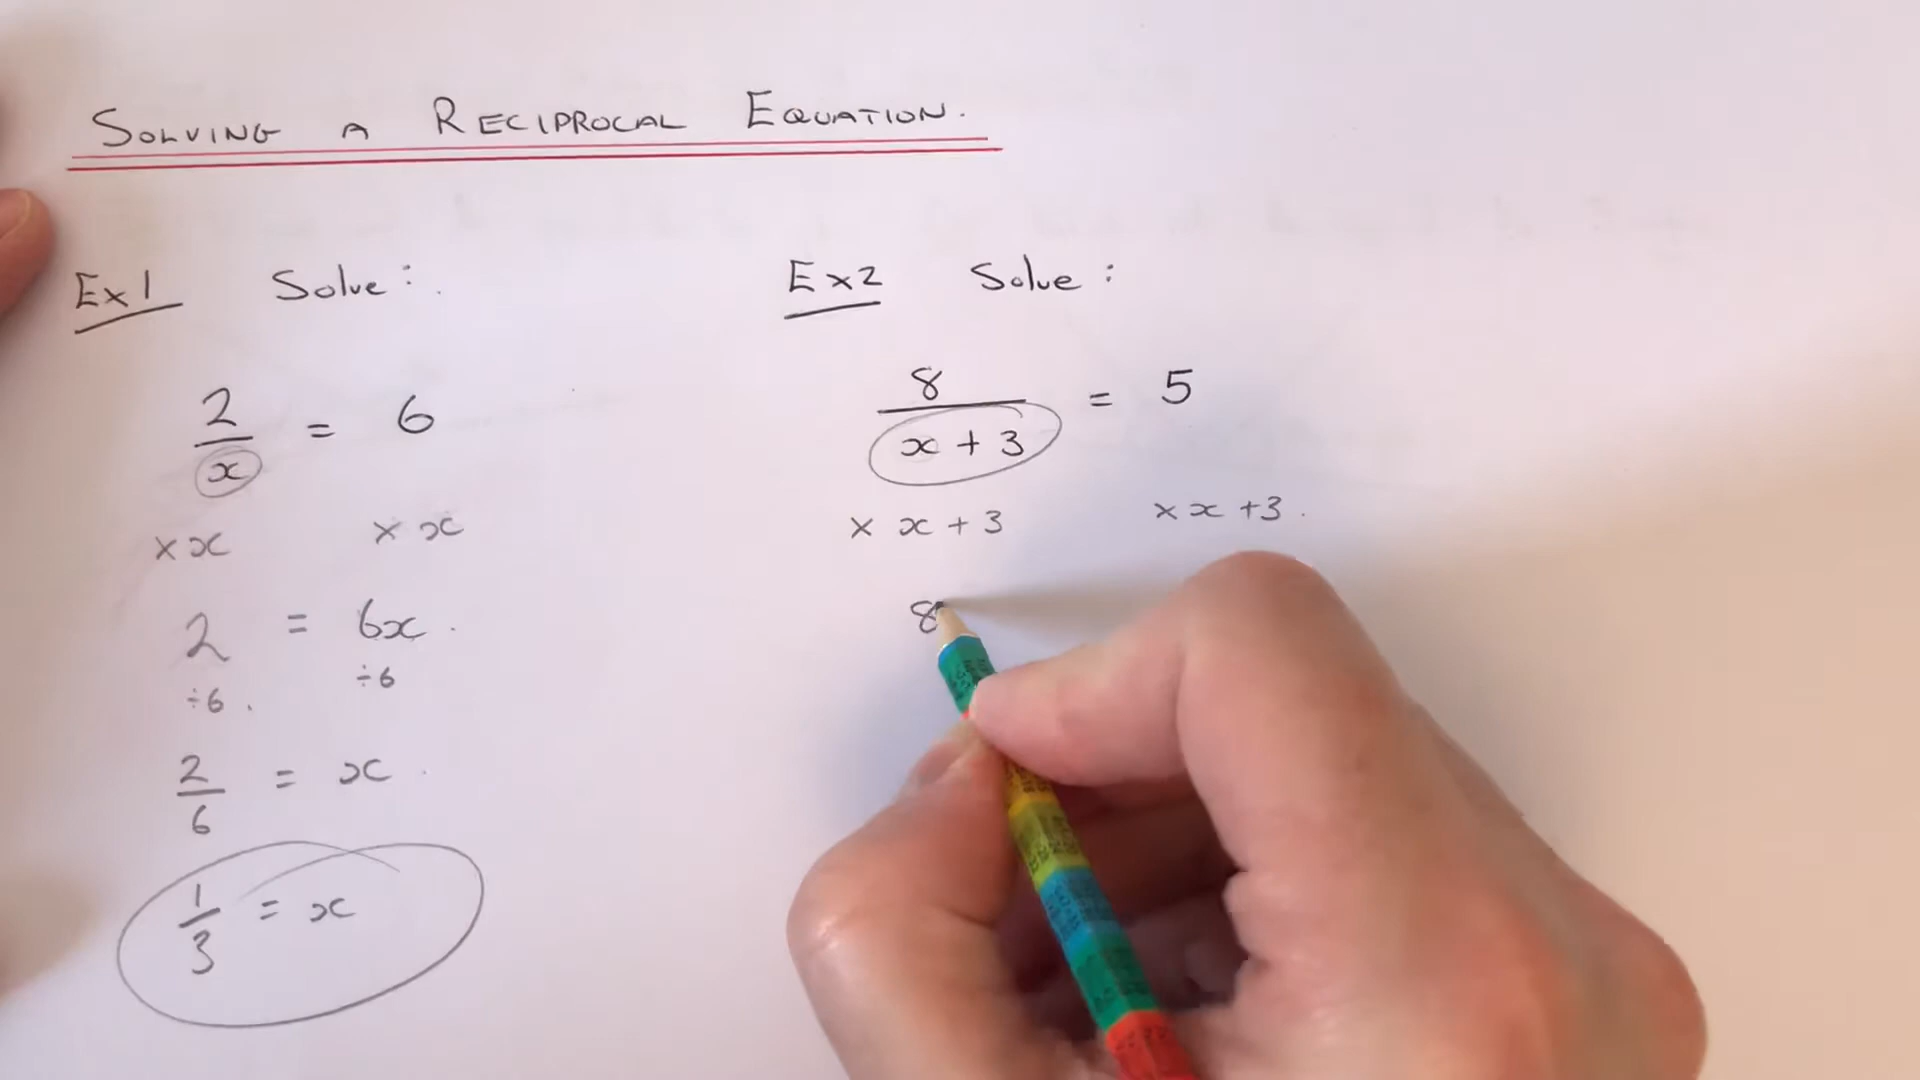 SOLVING A RECIPROCAL EQUATION.
Ex1 Solve:
2/x = 6
×x ×x
2 = 6x.
÷6. ÷6
2/6 = x.
1/3 = x
Ex2 Solve:
8/(x + 3) = 5
× x + 3 × x + 3.
8